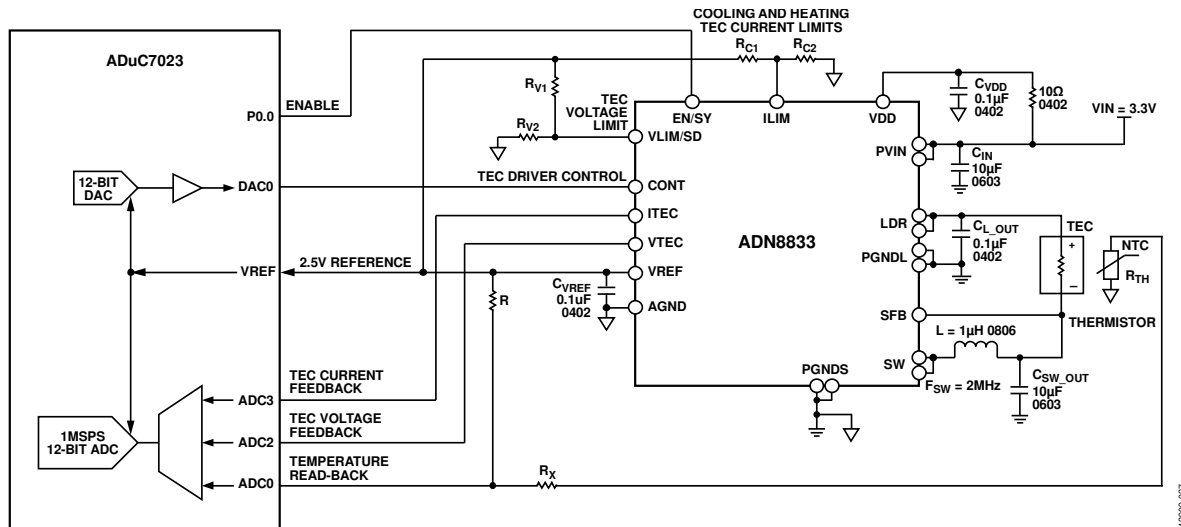 COOLING AND HEATING
TEC CURRENT LIMITS
ADuC7023
RC1
RC2
RV1
CVDD
0.1µF
0402
10Ω
0402
VIN = 3.3V
P0.0
ENABLE
TEC
VOLTAGE
LIMIT
RV2
EN/SY
ILIM
VDD
VLIM/SD
PVIN
CIN
10µF
0603
12-BIT
DAC
DAC0
TEC DRIVER CONTROL
CONT
ITEC
LDR
CL_OUT
0.1µF
0402
TEC
+
–
NTC
RTH
THERMISTOR
ADN8833
VTEC
PGNDL
VREF
2.5V REFERENCE
VREF
R
CVREF
0.1uF
0402
AGND
SFB
L = 1µH 0806
SW
PGNDS
FSW = 2MHz
CSW_OUT
10µF
0603
TEC CURRENT
FEEDBACK
ADC3
TEC VOLTAGE
FEEDBACK
ADC2
1MSPS
12-BIT ADC
TEMPERATURE
READ-BACK
ADC0
RX